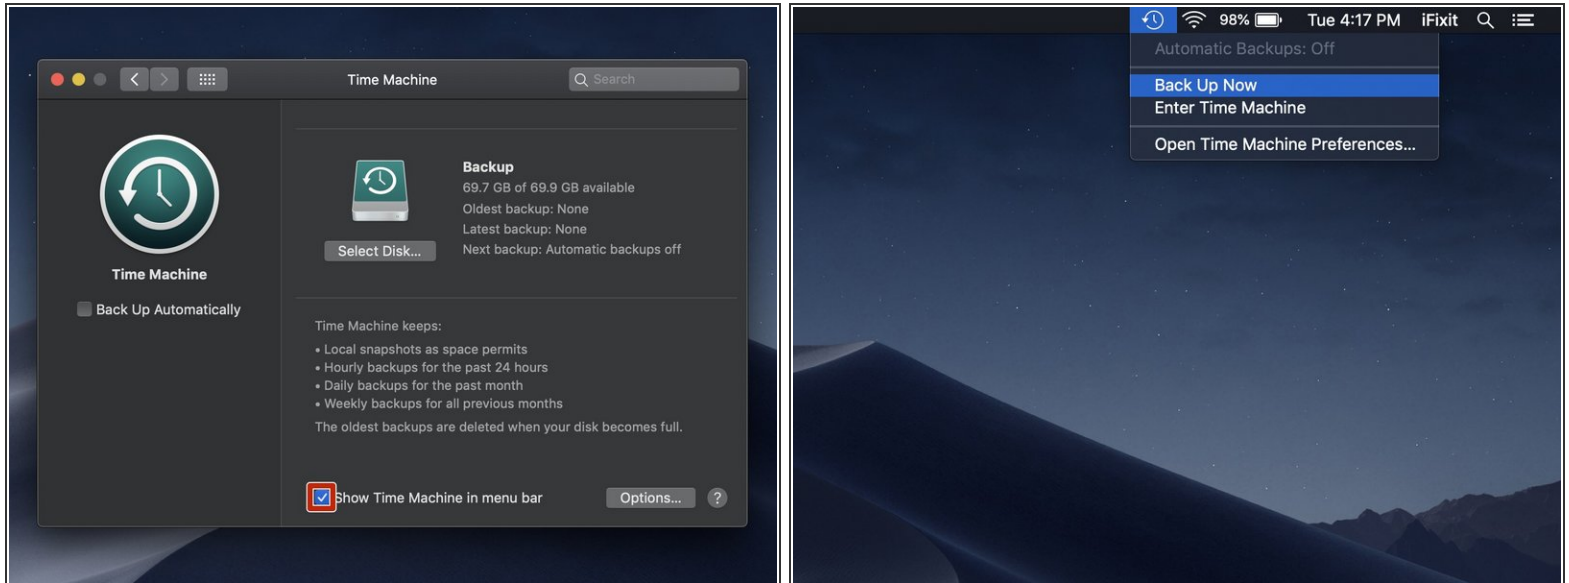 Time Machine
Search
Time Machine
Back Up Automatically
Backup
69.7 GB of 69.9 GB available
Oldest backup: None
Latest backup: None
Next backup: Automatic backups off
Select Disk...
Time Machine keeps:
• Local snapshots as space permits
• Hourly backups for the past 24 hours
• Daily backups for the past month
• Weekly backups for all previous months
The oldest backups are deleted when your disk becomes full.
Show Time Machine in menu bar
Options...
?
98% Tue 4:17 PM iFixit
Automatic Backups: Off
Back Up Now
Enter Time Machine
Open Time Machine Preferences...